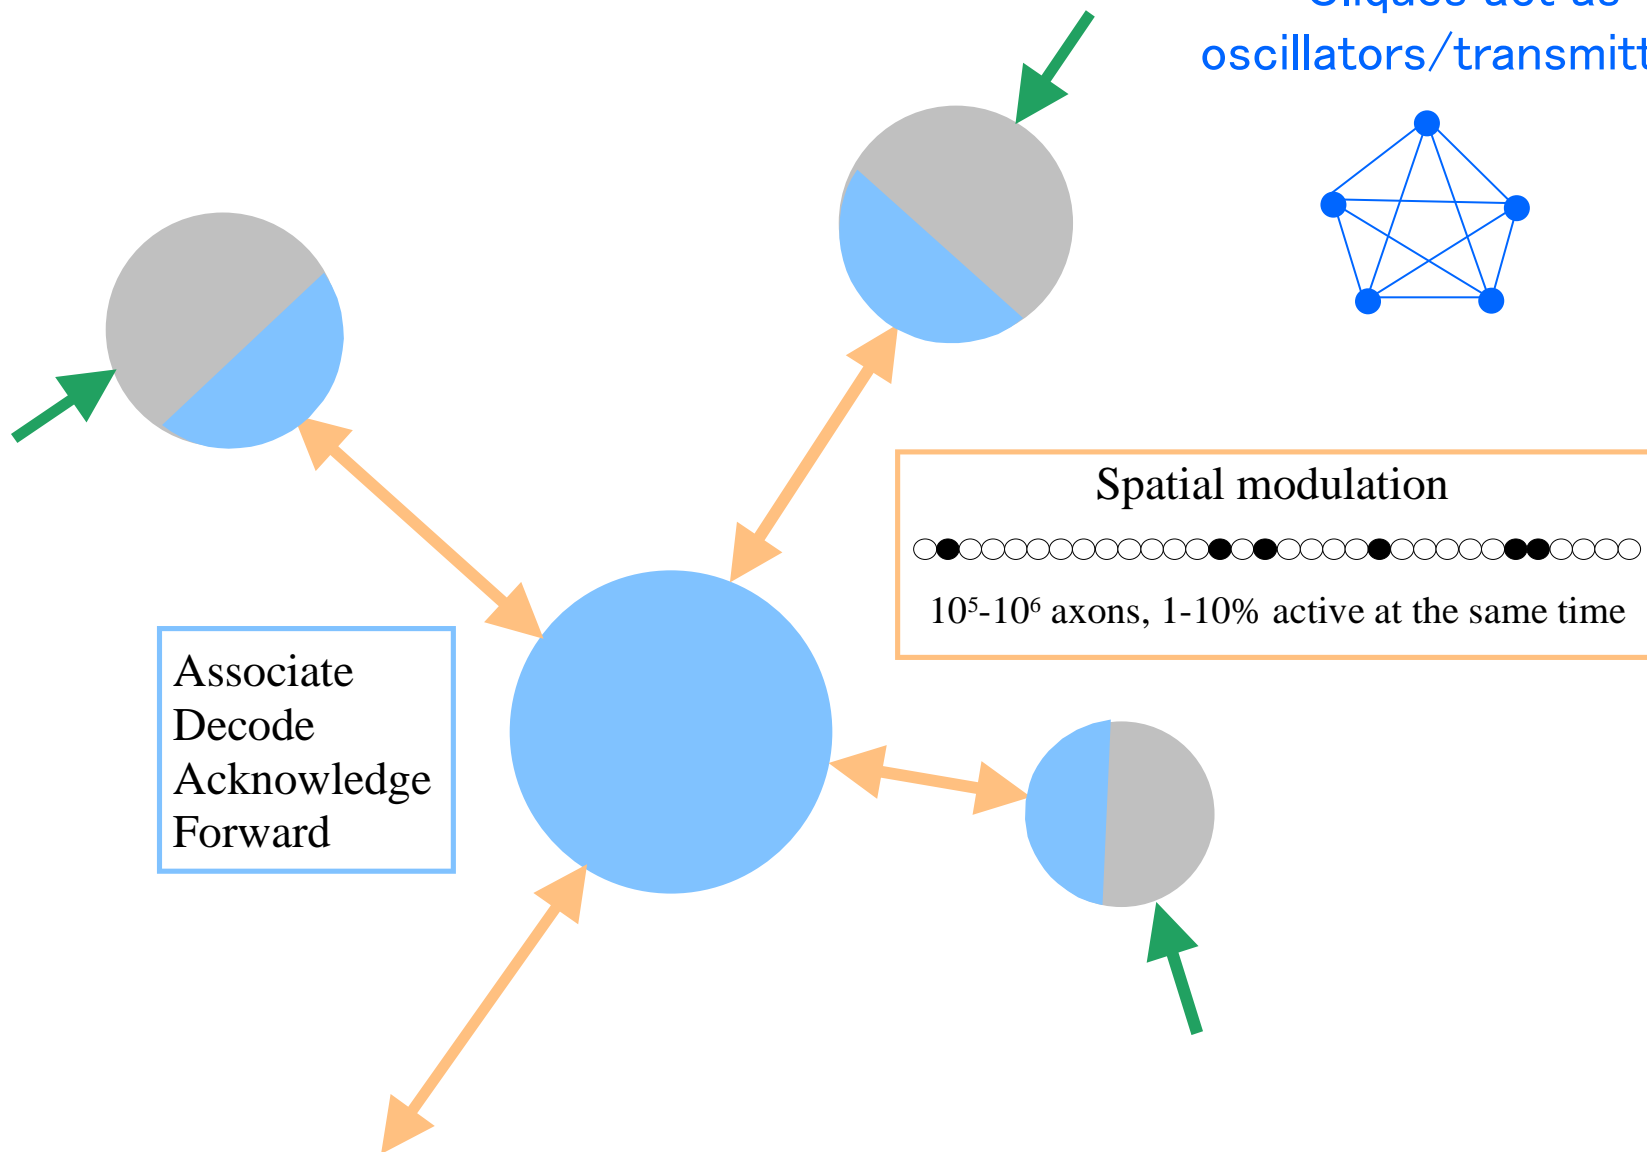 oscillators/transmitt
Spatial modulation
10⁵-10⁶ axons, 1-10% active at the same time
Associate
Decode
Acknowledge
Forward